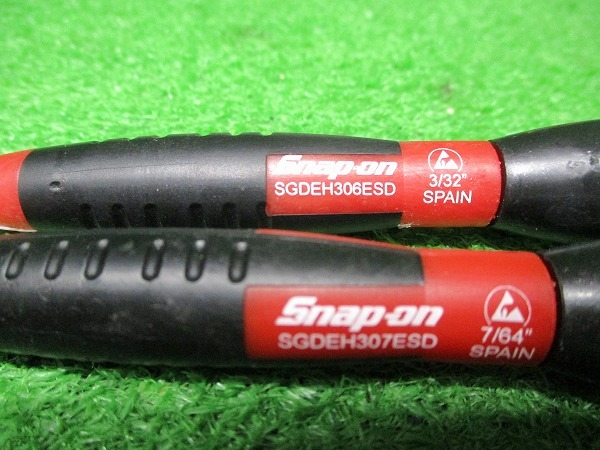 Snap-on
SGDEH306ESD
3/32"
SPAIN
Snap-on
SGDEH307ESD
7/64"
SPAIN